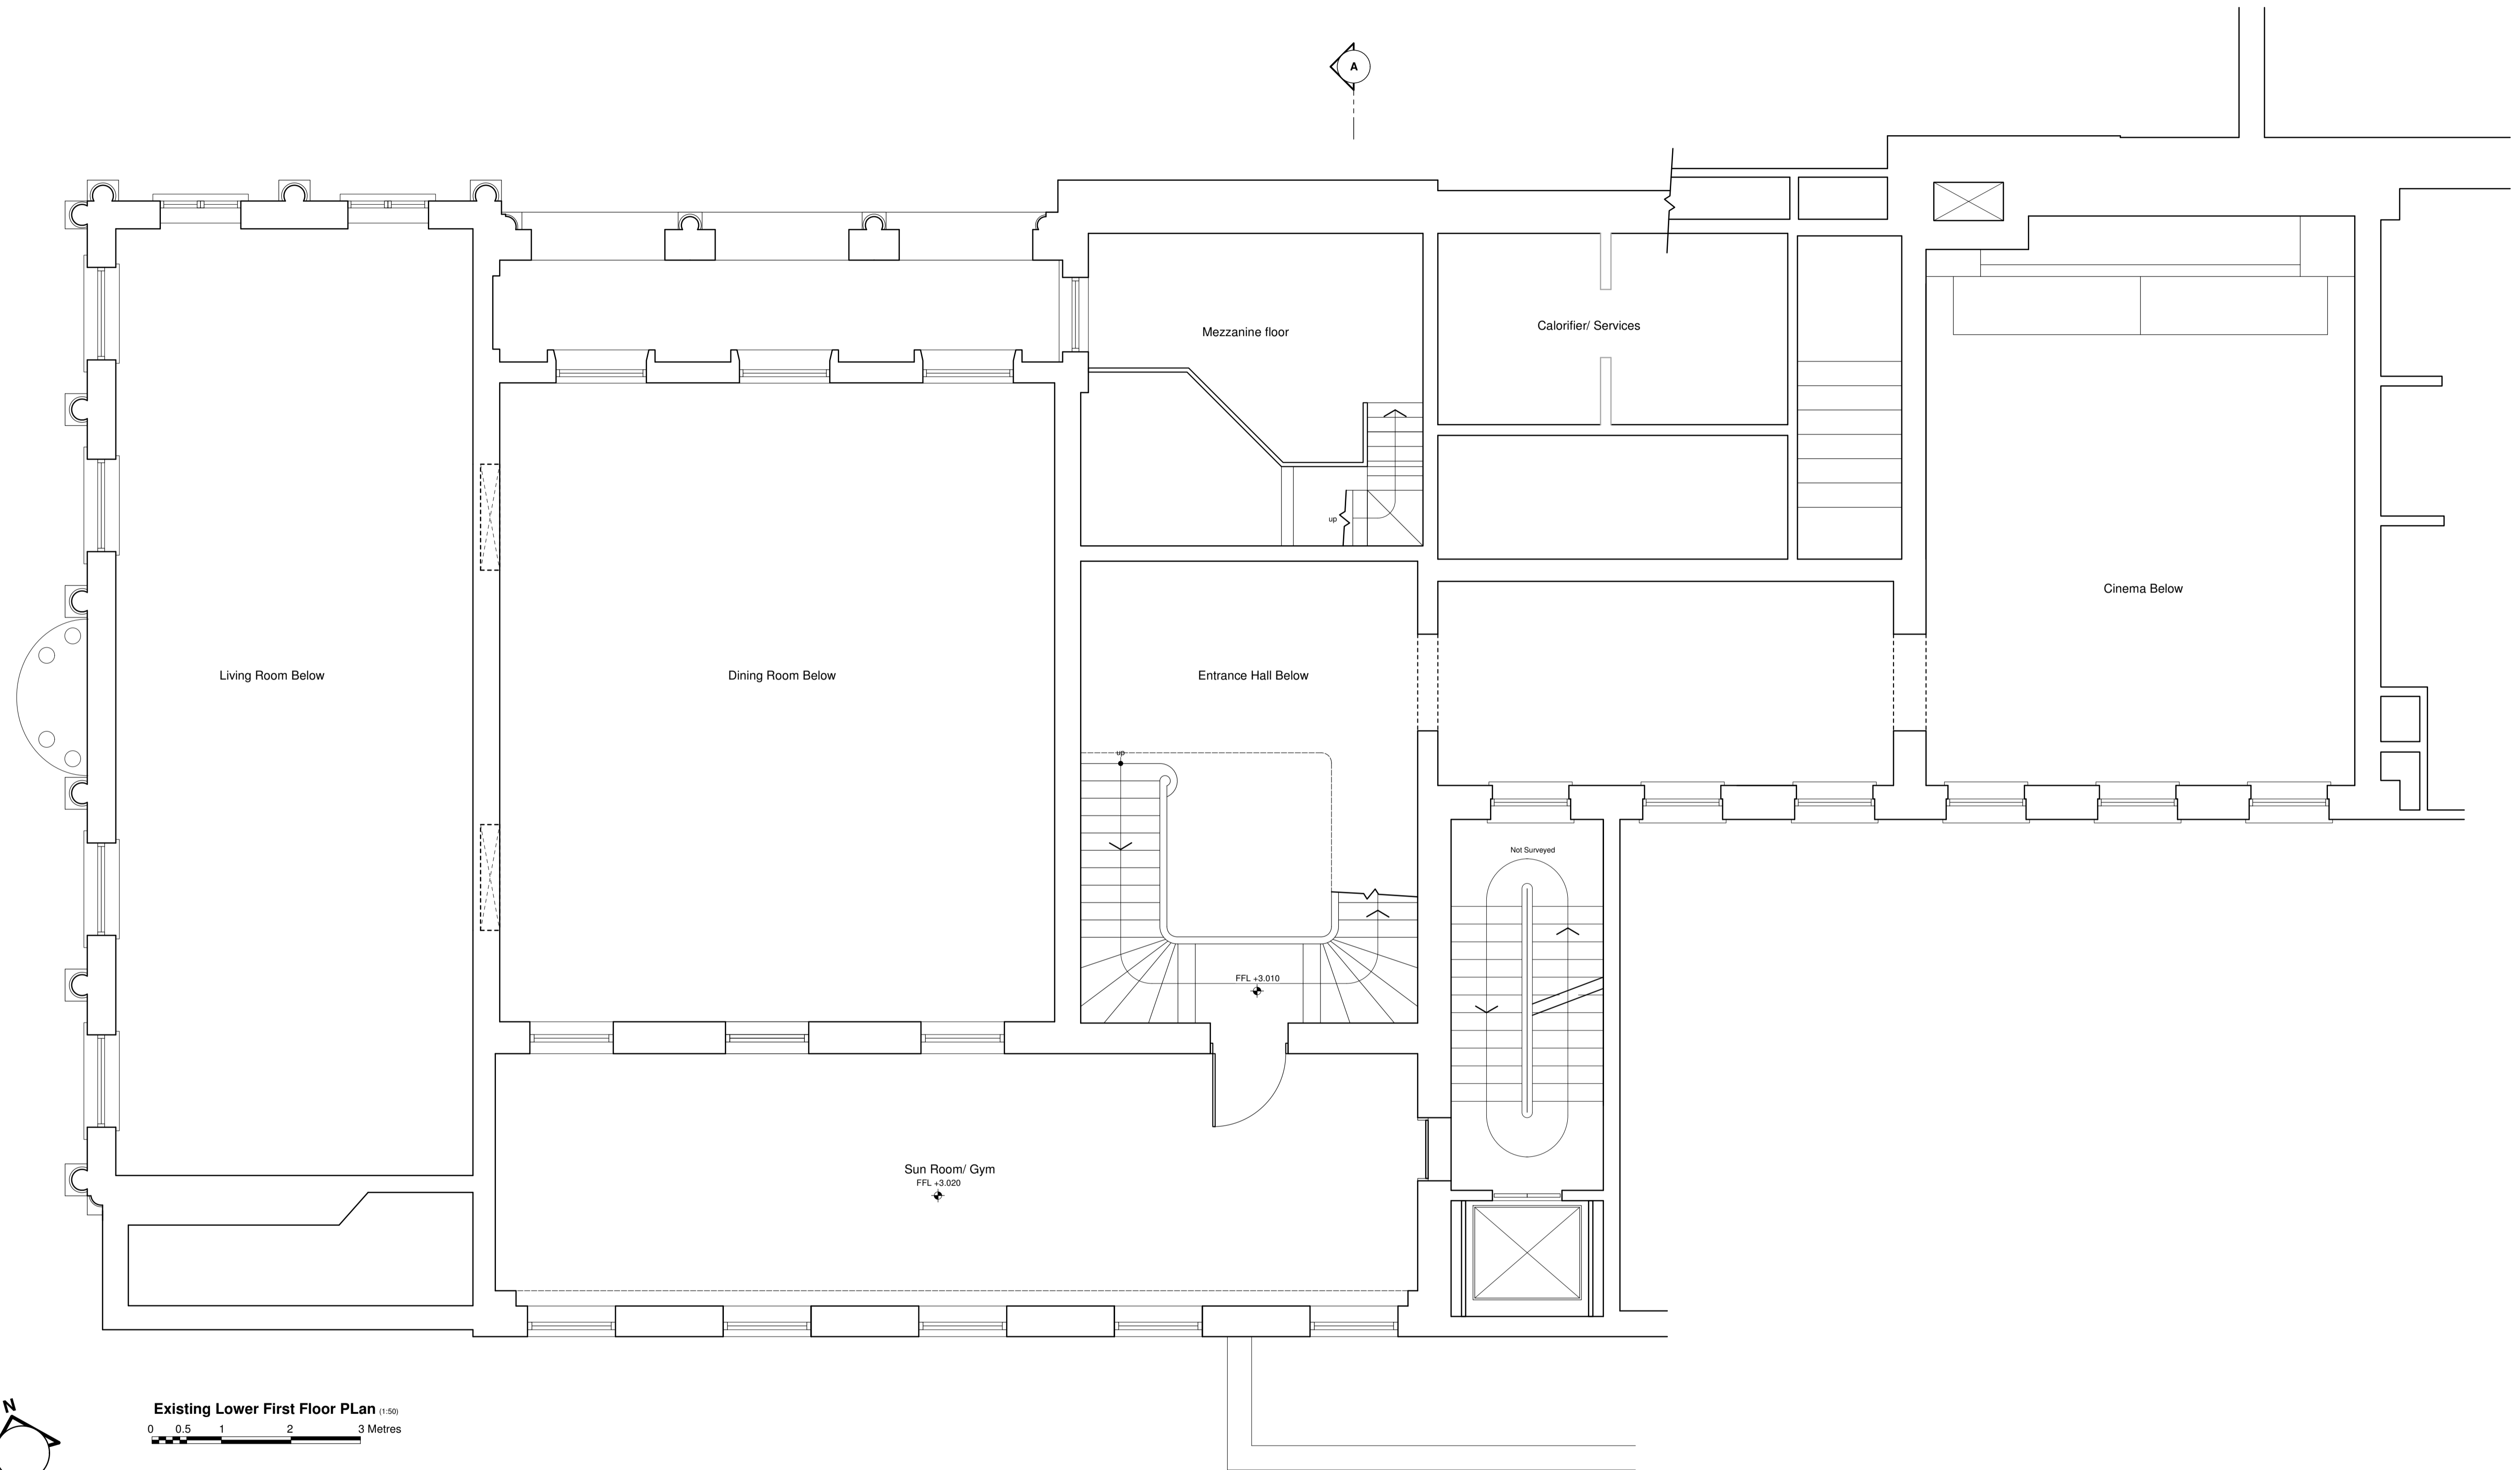 A
Mezzanine floor
Calorifier/ Services
up
Cinema Below
Living Room Below
Dining Room Below
Entrance Hall Below
up
Not Surveyed
FFL +3.010
Sun Room/ Gym
FFL +3.020
N
Existing Lower First Floor PLan (1:50)
0 0.5 1 2 3 Metres